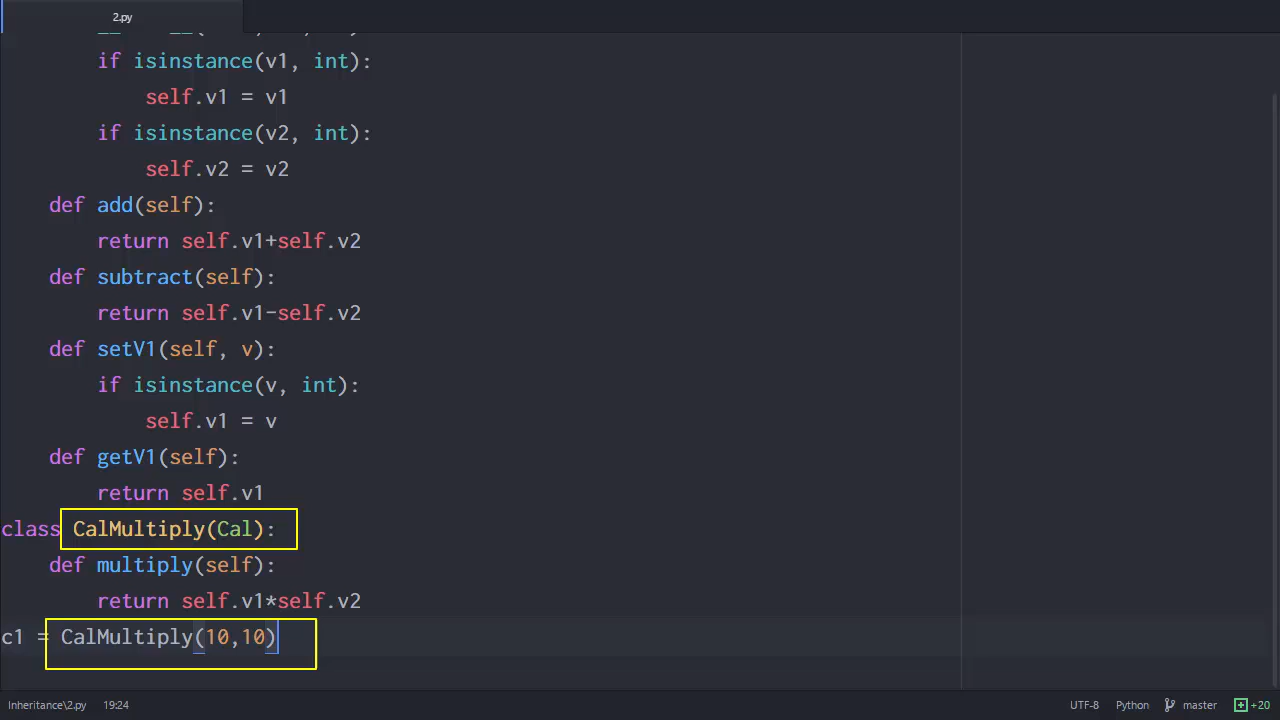 2.py
if isinstance(v1, int):
self.v1 = v1
if isinstance(v2, int):
self.v2 = v2
def add(self):
return self.v1+self.v2
def subtract(self):
return self.v1-self.v2
def setV1(self, v):
if isinstance(v, int):
self.v1 = v
def getV1(self):
return self.v1
class CalMultiply(Cal):
def multiply(self):
return self.v1*self.v2
c1 = CalMultiply(10,10)
Inheritance\2.py 19:24 UTF-8 Python master +20